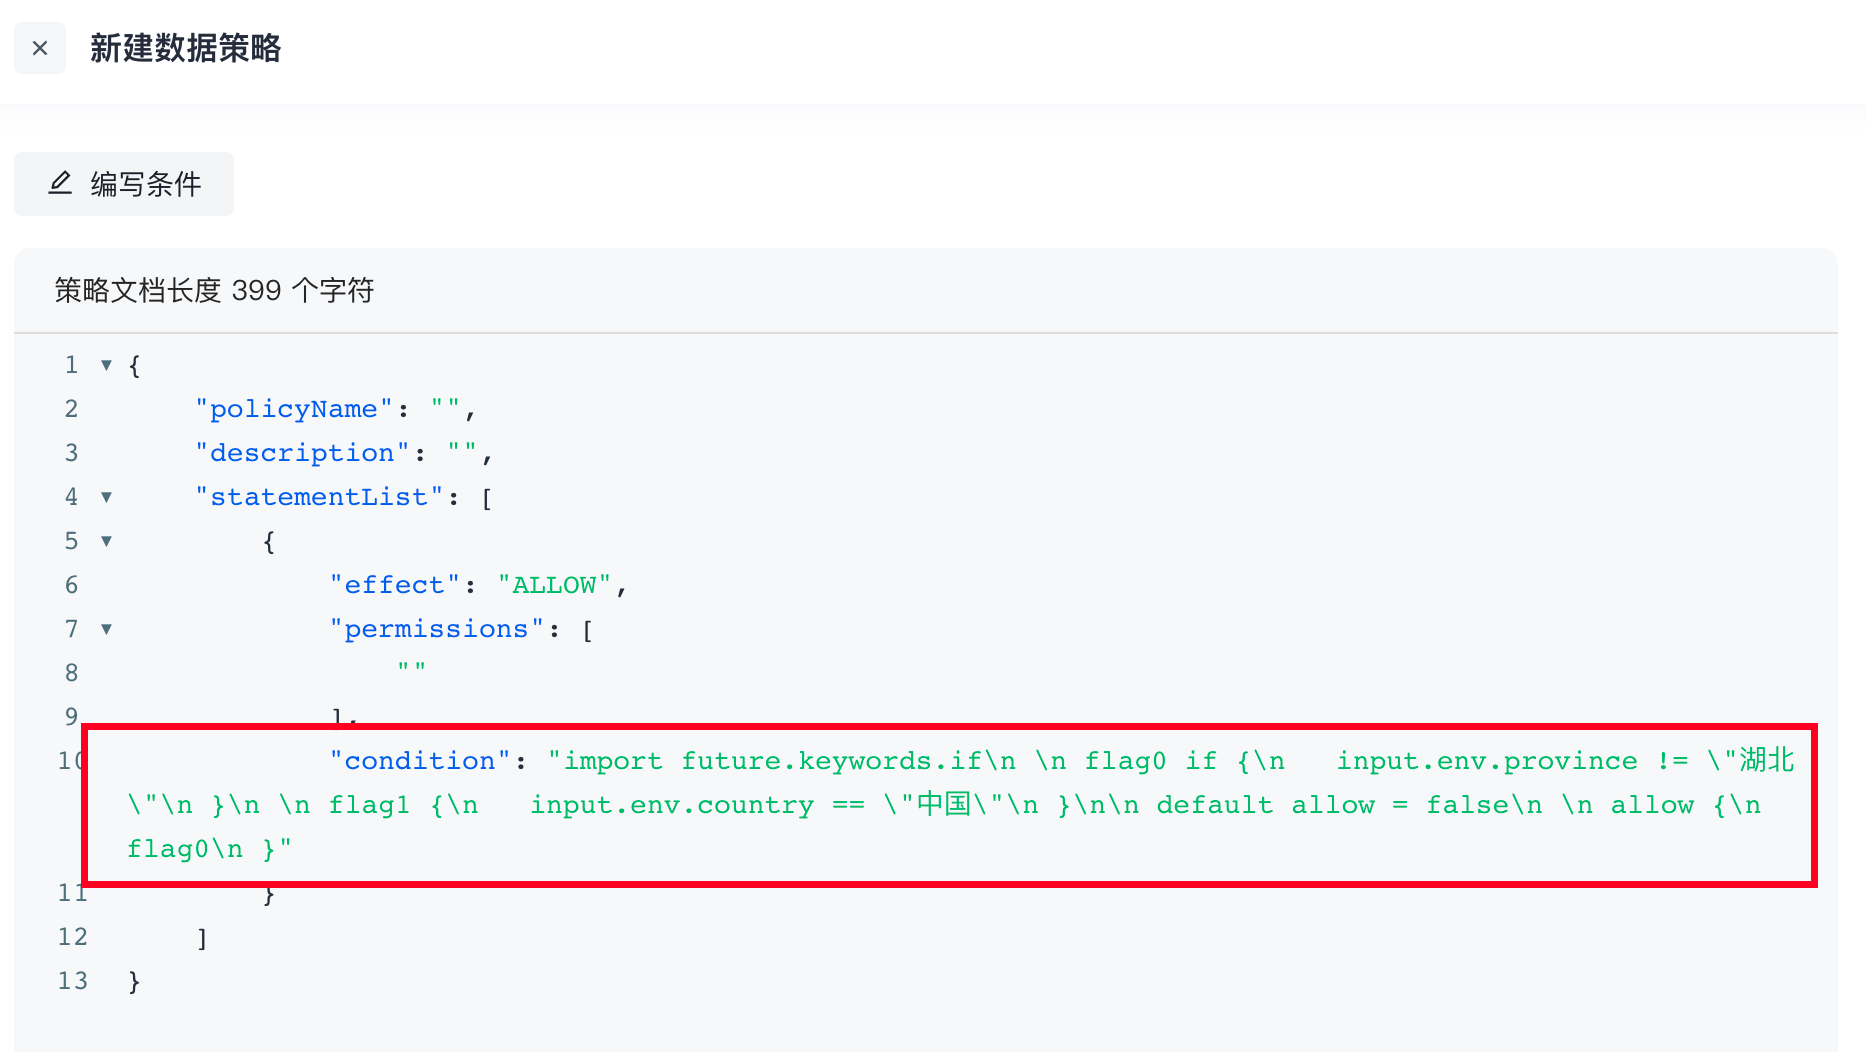 新建数据策略
编写条件
策略文档长度 399 个字符
1 {
2 "policyName": "",
3 "description": "",
4 "statementList": [
5 {
6 "effect": "ALLOW",
7 "permissions": [
8 ""
9 ],
10 "condition": "import future.keywords.if\n \n flag0 if {\n   input.env.province != \"湖北
\"\n }\n \n flag1 {\n   input.env.country == \"中国\"\n }\n\n default allow = false\n \n allow {\n
flag0\n }"
11 }
12 ]
13 }